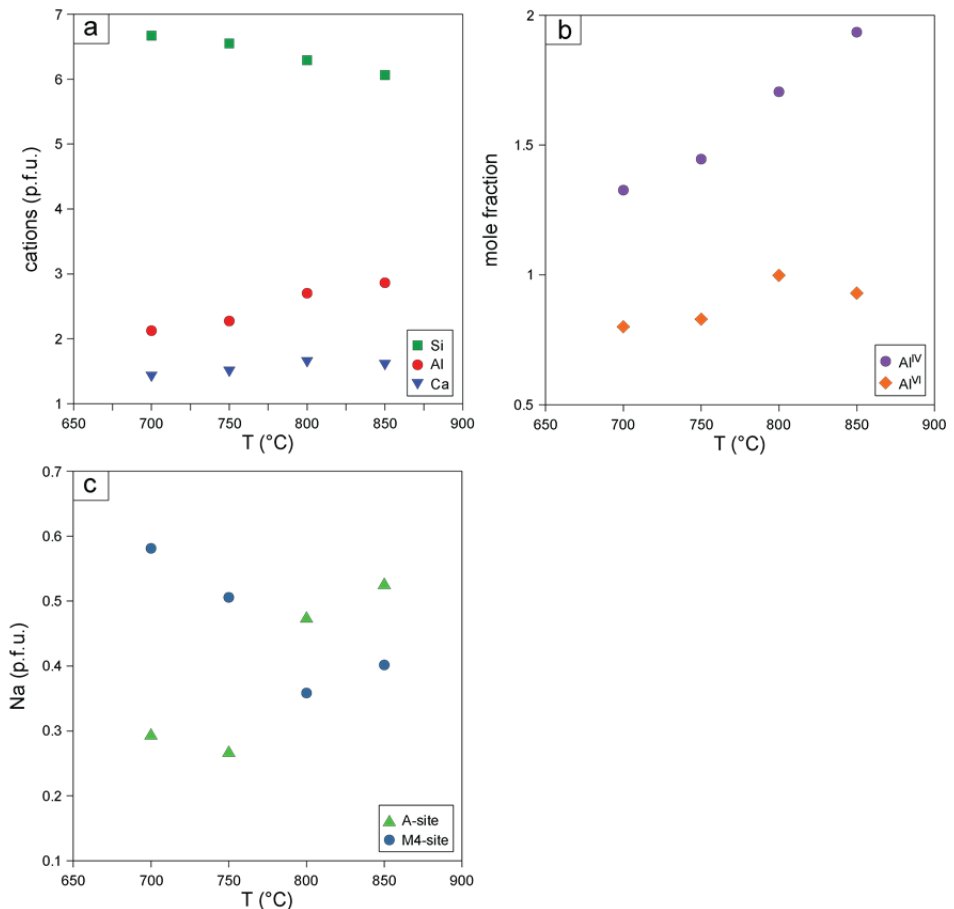 a
7
6
5
4
3
2
1
cations (p.f.u.)
Si
Al
Ca
650 700 750 800 850 900
T (°C)
b
2
1.5
1
0.5
mole fraction
Al^IV
Al^VI
650 700 750 800 850 900
T (°C)
c
0.7
0.6
0.5
0.4
0.3
0.2
0.1
Na (p.f.u.)
A-site
M4-site
650 700 750 800 850 900
T (°C)